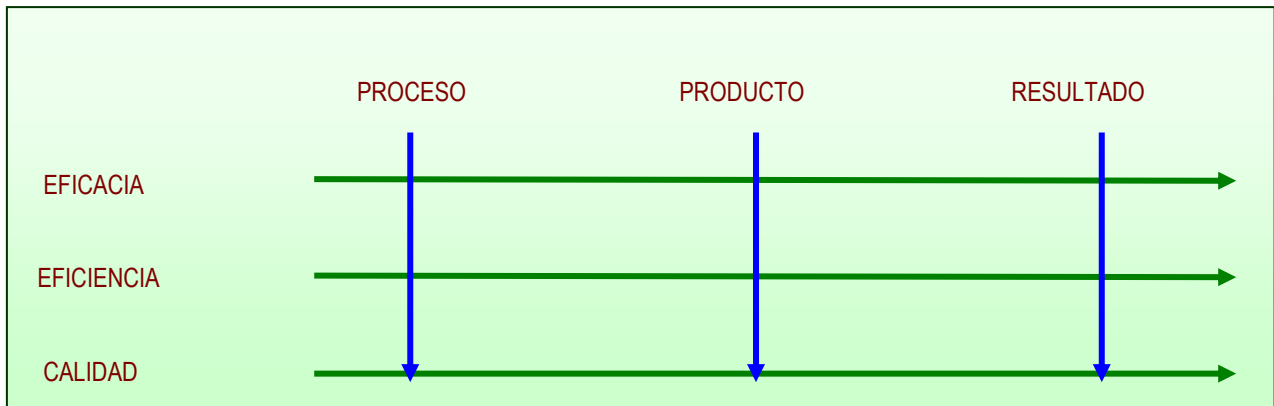 PROCESO PRODUCTO RESULTADO
EFICACIA
EFICIENCIA
CALIDAD